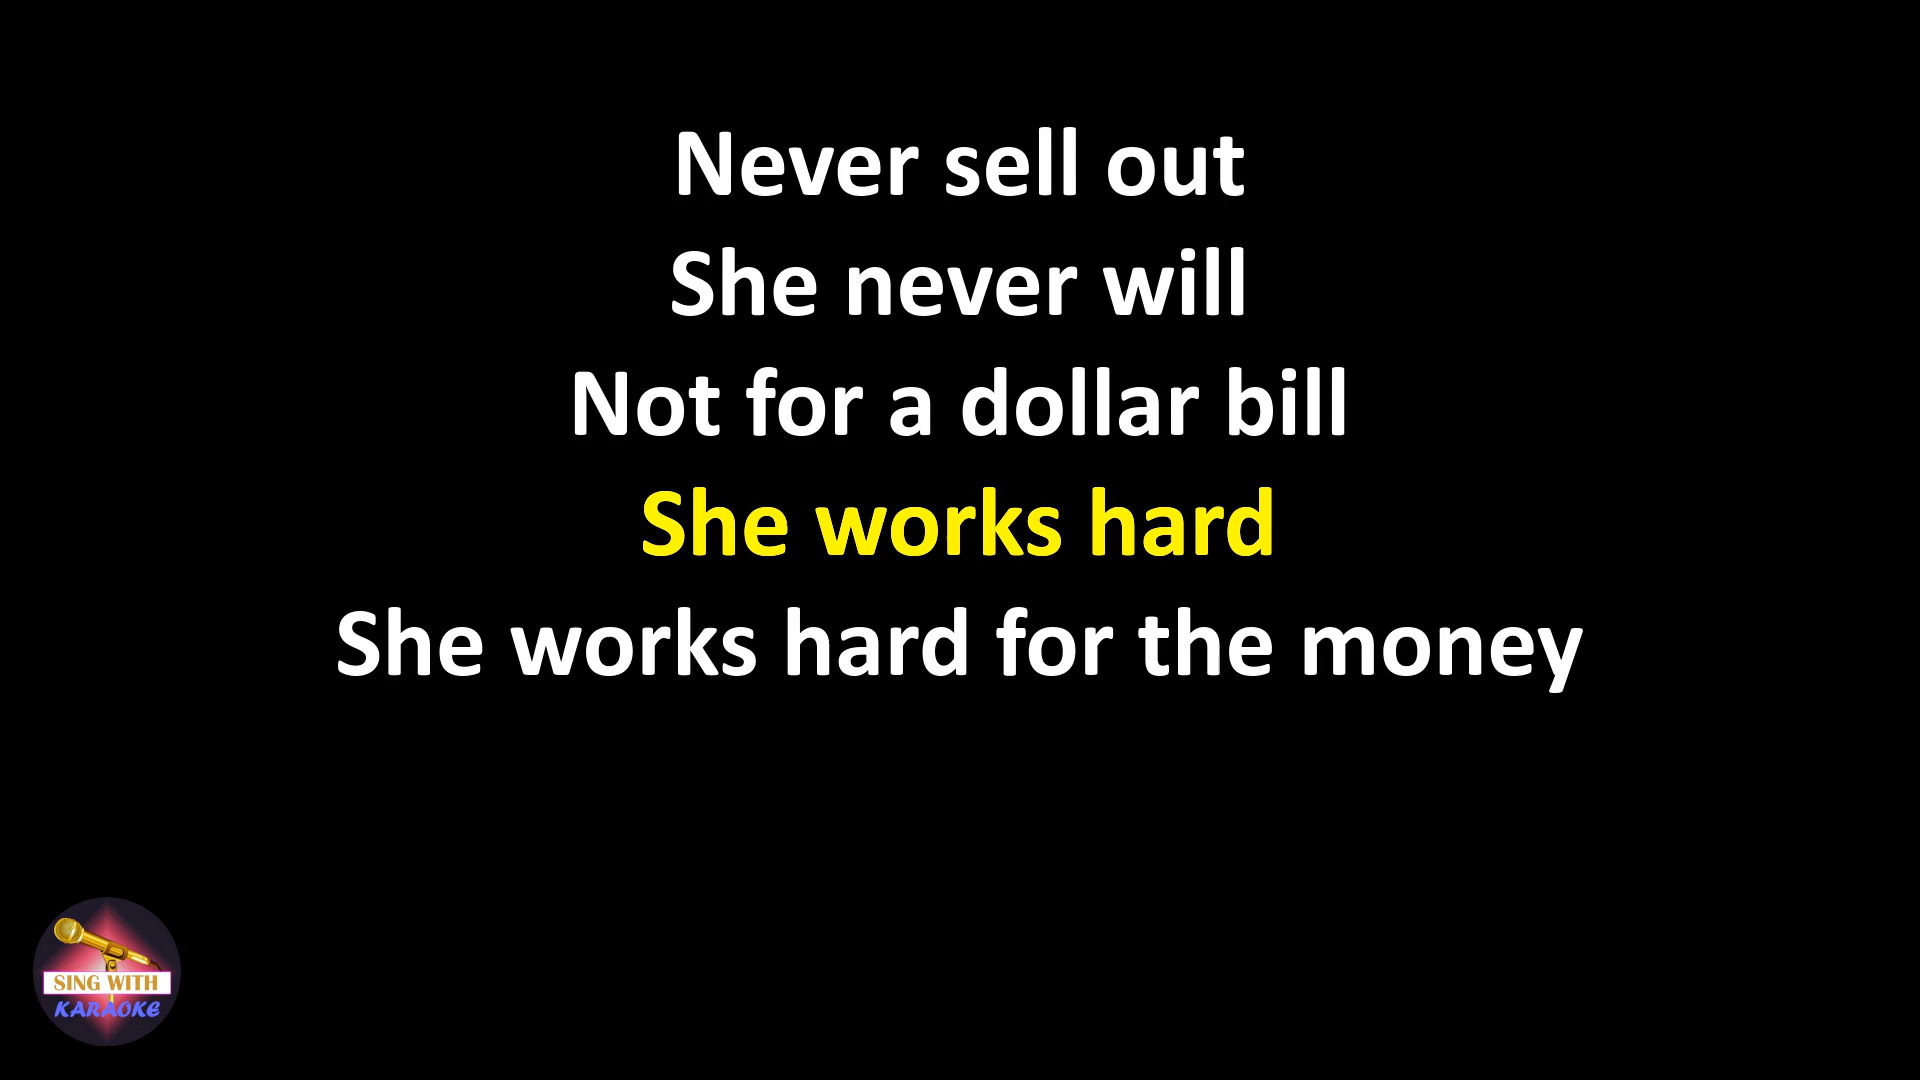 Never sell out
She never will
Not for a dollar bill
She works hard
She works hard for the money
SING WITH
KARAOKE